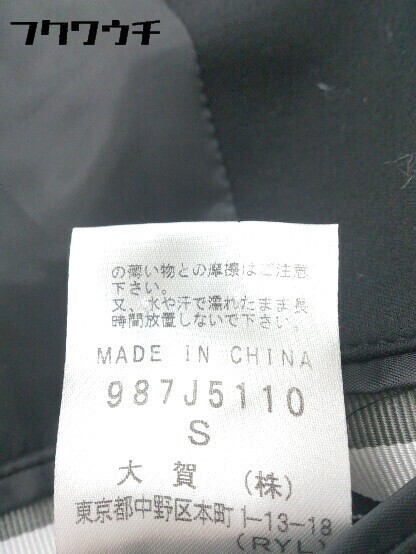 フクワウチ
の薄い物との摩擦はご注意
下さい。
又、水や汗で濡れたまま長
時間放置しないで下さい。
MADE IN CHINA
987J5110
S
大賀(株)
東京都中野区本町1-13-18
(RYL)